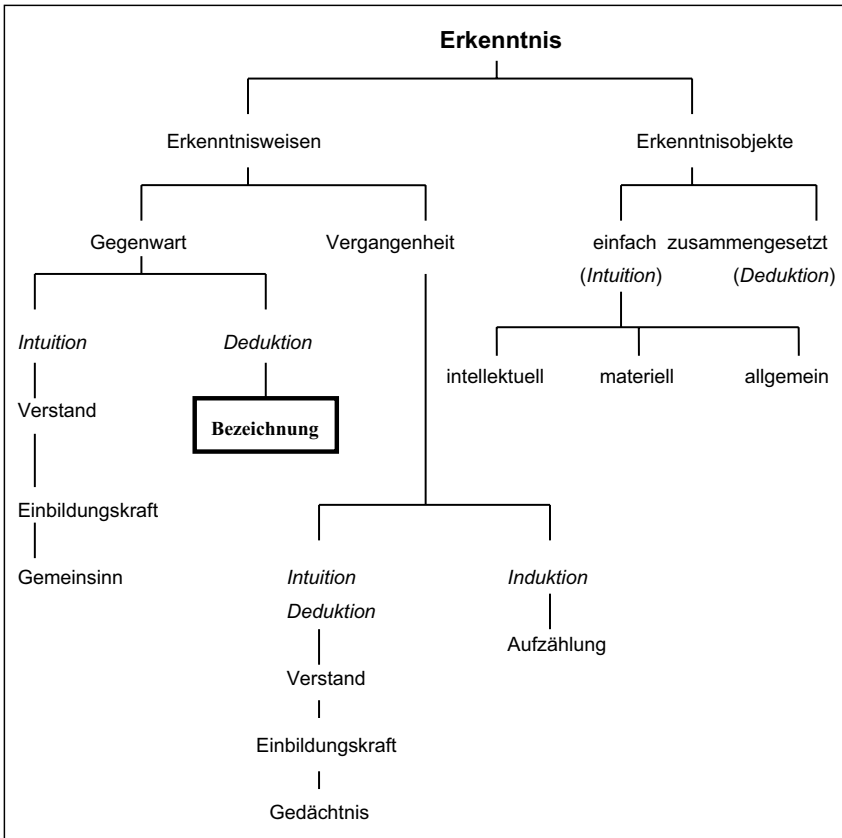 Erkenntnis
Erkenntnisweisen Erkenntnisobjekte
Gegenwart Vergangenheit einfach zusammengesetzt
(Intuition) (Deduktion)
Intuition Deduktion
intellektuell materiell allgemein
Verstand
Bezeichnung
Einbildungskraft
Gemeinsinn Intuition Induktion
Deduktion
Aufzählung
Verstand
Einbildungskraft
Gedächtnis